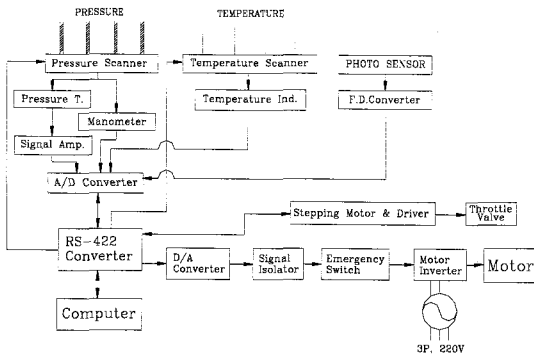 PRESSURE
TEMPERATURE
Pressure Scanner
Temperature Scanner
PHOTO SENSOR
Pressure T.
Temperature Ind.
F.D.Converter
Manometer
Signal Amp.
A/D Converter
Stepping Motor & Driver
Throttle
Valve
RS-422
Converter
D/A
Converter
Signal
Isolator
Emergency
Switch
Motor
Inverter
Motor
Computer
3P, 220V